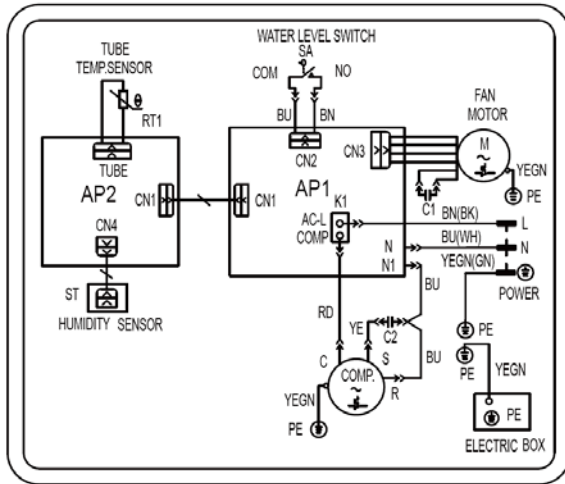 WATER LEVEL SWITCH
SA
COM
NO
BU
BN
TUBE
TEMP.SENSOR
RT1
θ
TUBE
AP2
CN1
CN4
ST
HUMIDITY SENSOR
CN2
CN3
CN1
AP1
K1
AC-L
COMP
N
N1
FAN
MOTOR
M
~
YEGN
PE
C1
BN(BK)
L
BU(WH)
N
YEGN(GN)
POWER
PE
BU
RD
YE
C2
BU
C
S
R
COMP.
~
YEGN
PE
PE
YEGN
PE
ELECTRIC BOX